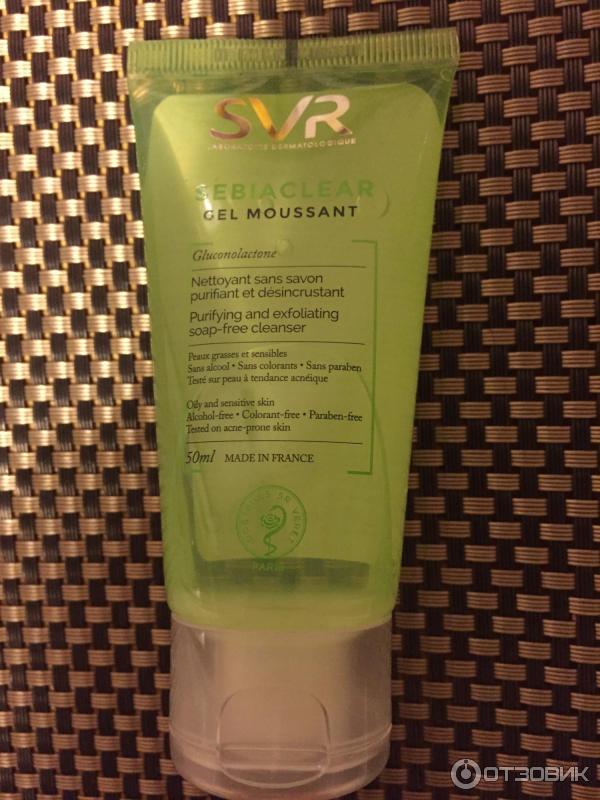 SVR
LABORATOIRE DERMATOLOGIQUE
SEBIACLEAR
GEL MOUSSANT
Gluconolactone
Nettoyant sans savon
purifiant et désincrustant
Purifying and exfoliating
soap-free cleanser
Peaux grasses et sensibles
Sans alcool • Sans colorants • Sans paraben
Testé sur peau à tendance acnéique
Oily and sensitive skin
Alcohol-free • Colorant-free • Paraben-free
Tested on acne-prone skin
50ml MADE IN FRANCE
PARIS
ОТЗОВИК